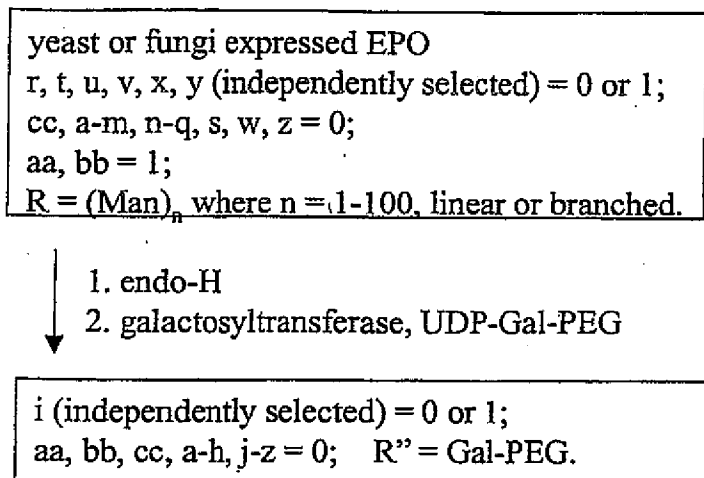 yeast or fungi expressed EPO
r, t, u, v, x, y (independently selected) = 0 or 1;
cc, a-m, n-q, s, w, z = 0;
aa, bb = 1;
R = (Man)n where n = 1-100, linear or branched.
1. endo-H
2. galactosyltransferase, UDP-Gal-PEG
i (independently selected) = 0 or 1;
aa, bb, cc, a-h, j-z = 0; R” = Gal-PEG.